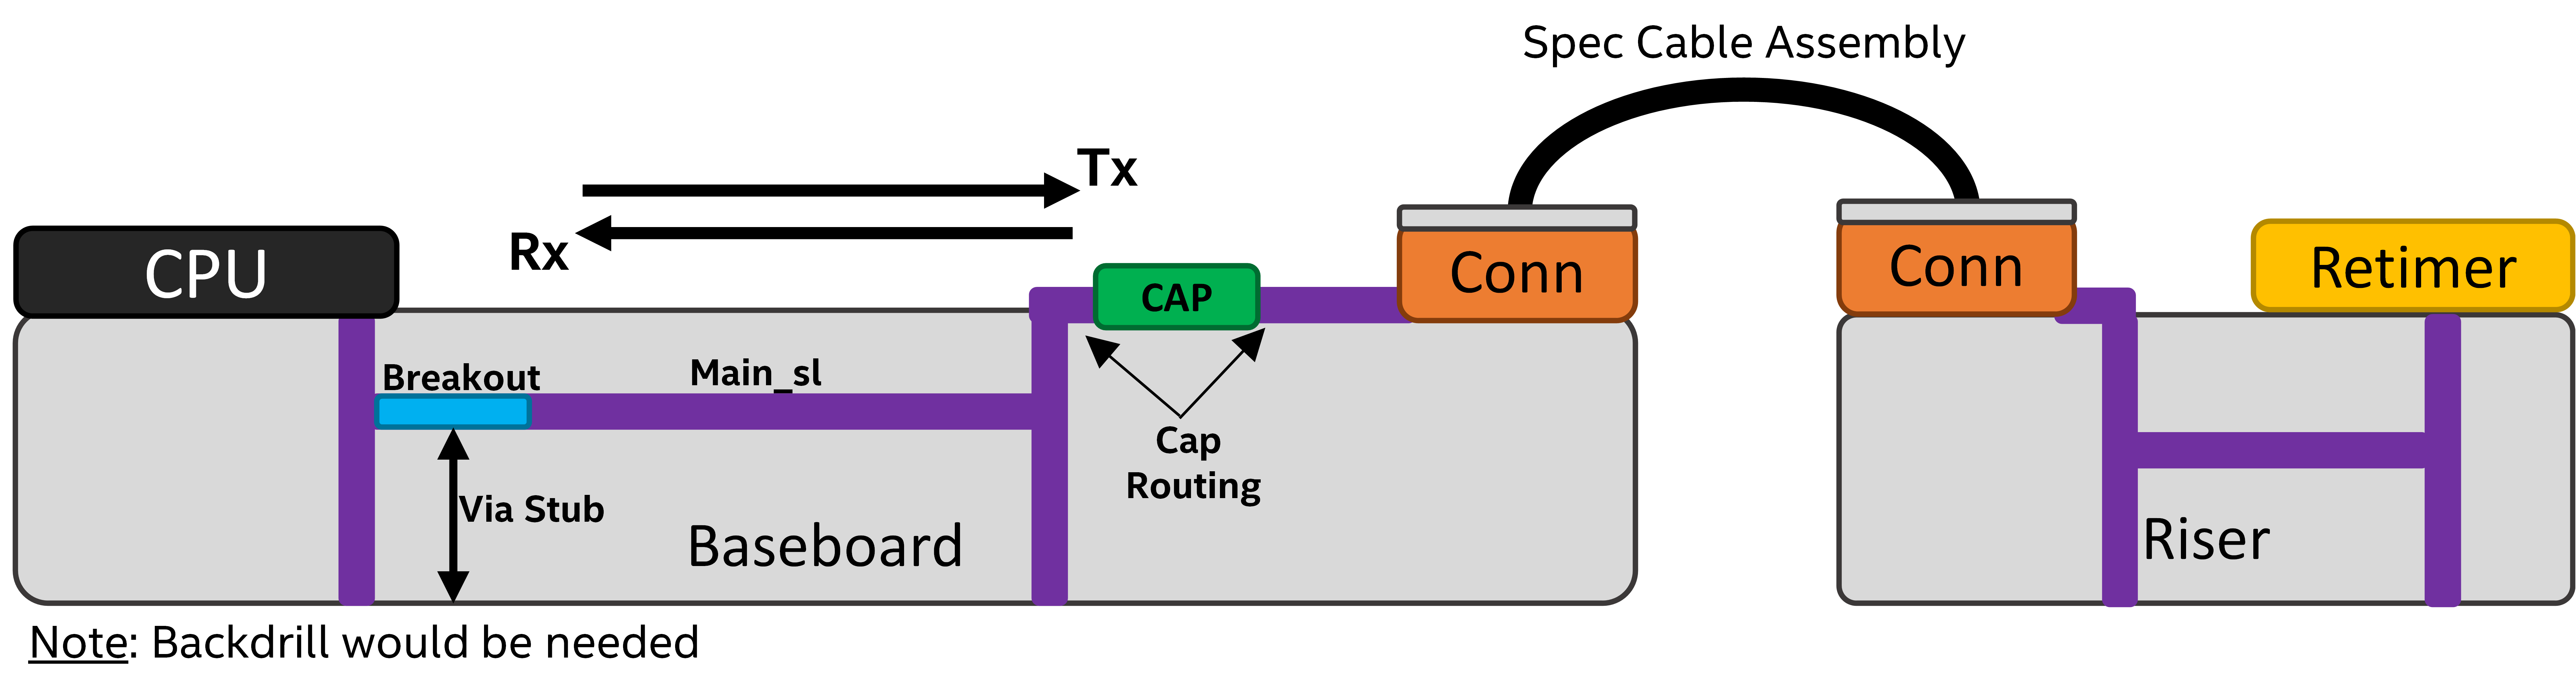 Spec Cable Assembly
Tx
Rx
CPU
CAP
Conn
Conn
Retimer
Breakout
Main_sl
Cap
Routing
Via Stub
Baseboard
Riser
Note: Backdrill would be needed